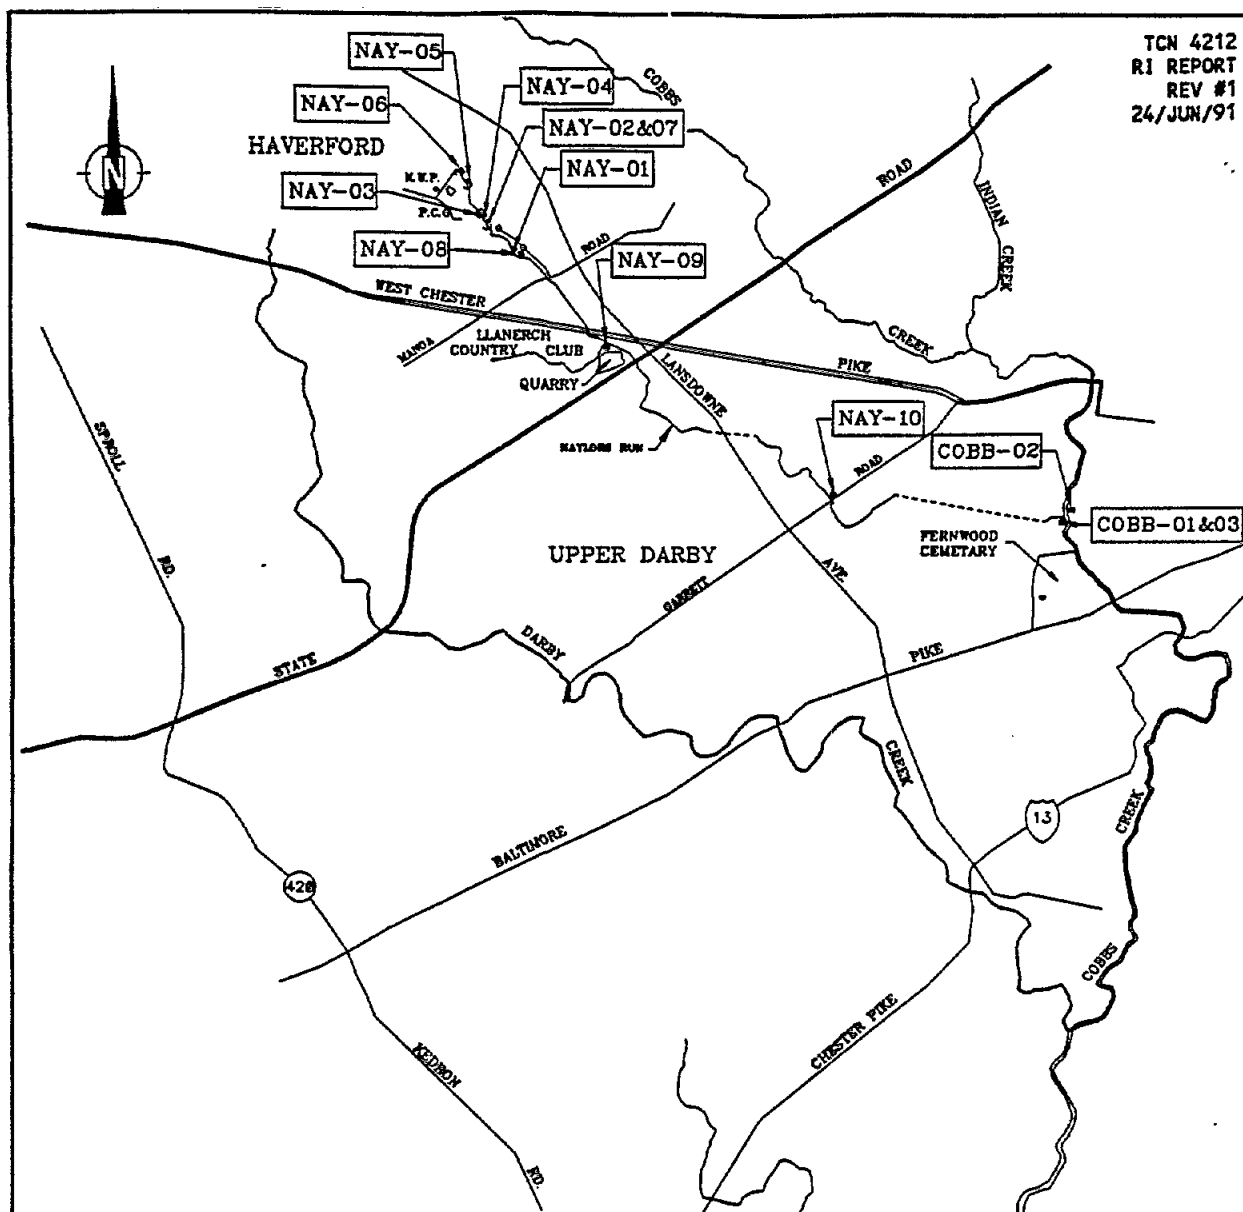 TCN 4212
RI REPORT
REV #1
24/JUN/91
NAY-05
NAY-04
NAY-06
NAY-02&07
HAVERFORD
NAY-01
N.W.P.
NAY-03
P.C.G
NAY-08
NAY-09
N
COBBS
CREEK
INDIAN
CREEK
ROAD
ROAD
MANOA
WEST CHESTER
PIKE
LLANERCH
COUNTRY CLUB
QUARRY
LANSDOWNE
AVE.
NAY-10
NAYLORS RUN
ROAD
GARRETT
COBB-02
COBB-01&03
FERNWOOD
CEMETARY
UPPER DARBY
SPROLL
RD.
STATE
DARBY
CREEK
PIKE
BALTIMORE
13
CREEK
COBBS
420
CHESTER PIKE
KEDRON
RD.